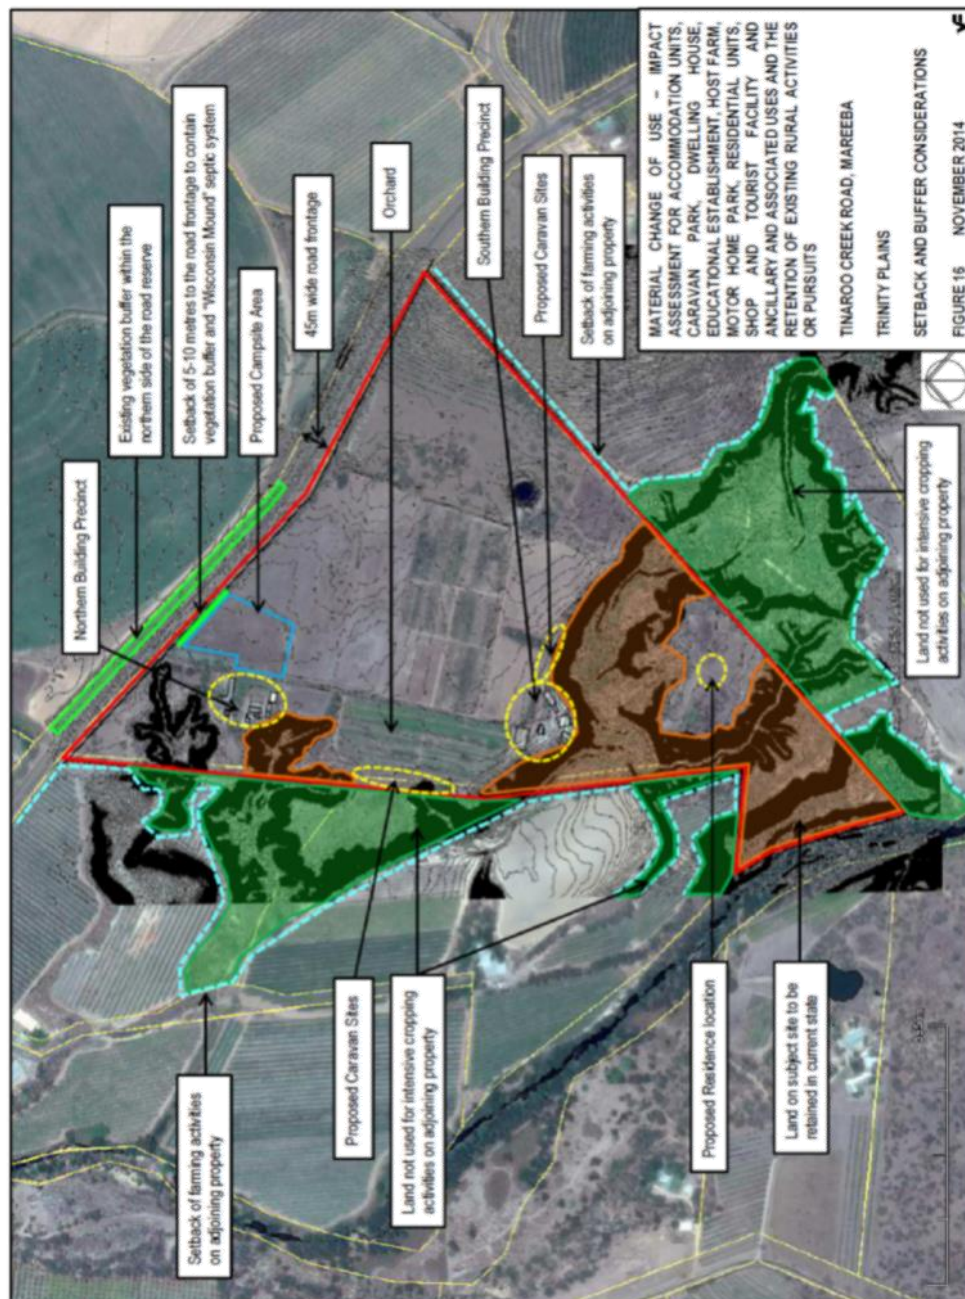 Existing vegetation buffer within the
northern side of the road reserve
Setback of 5-10 metres to the road frontage to contain
vegetation buffer and "Wisconsin Mound" septic system
Proposed Campsite Area
45m wide road frontage
Orchard
Southern Building Precinct
Proposed Caravan Sites
Setback of farming activities
on adjoining property
Northern Building Precinct
Setback of farming activities
on adjoining property
Proposed Caravan Sites
Land not used for intensive cropping
activities on adjoining property
Proposed Residence location
Land on subject site to be
retained in current state
Land not used for intensive cropping
activities on adjoining property
MATERIAL CHANGE OF USE – IMPACT
ASSESSMENT FOR ACCOMMODATION UNITS,
CARAVAN PARK, DWELLING HOUSE,
EDUCATIONAL ESTABLISHMENT, HOST FARM,
MOTOR HOME PARK, RESIDENTIAL UNITS,
SHOP AND TOURIST FACILITY AND
ANCILLARY AND ASSOCIATED USES AND THE
RETENTION OF EXISTING RURAL ACTIVITIES
OR PURSUITS
TINAROO CREEK ROAD, MAREEBA
TRINITY PLAINS
SETBACK AND BUFFER CONSIDERATIONS
FIGURE 16 NOVEMBER 2014